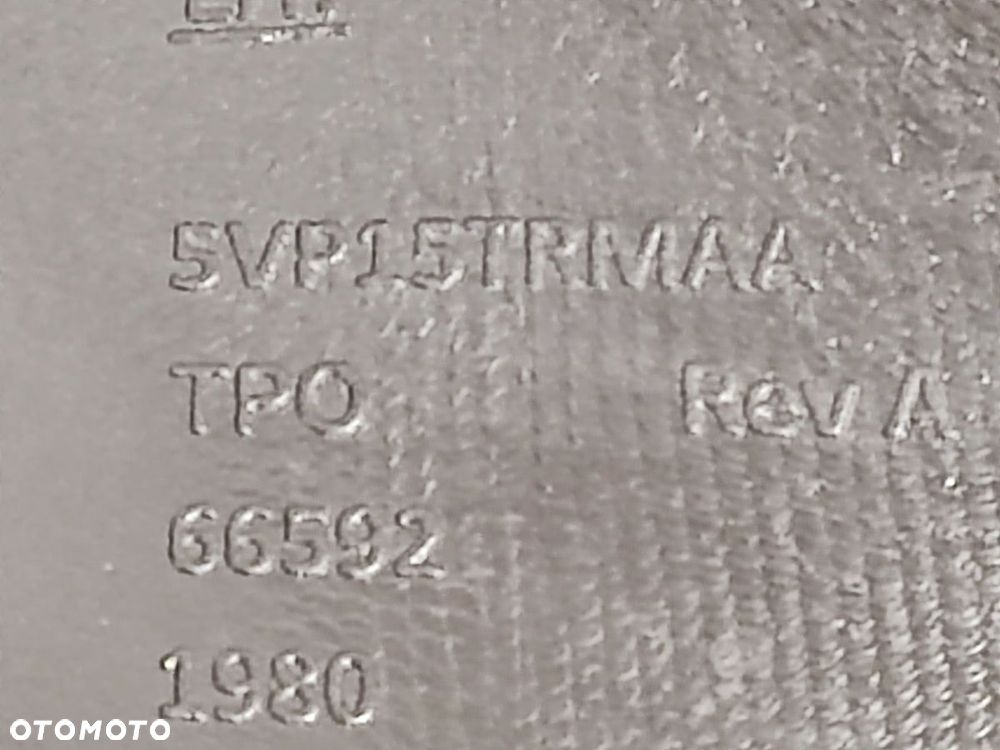 5VP15TRMAA
TPO Rev A
66592
1980
OTOMOTO